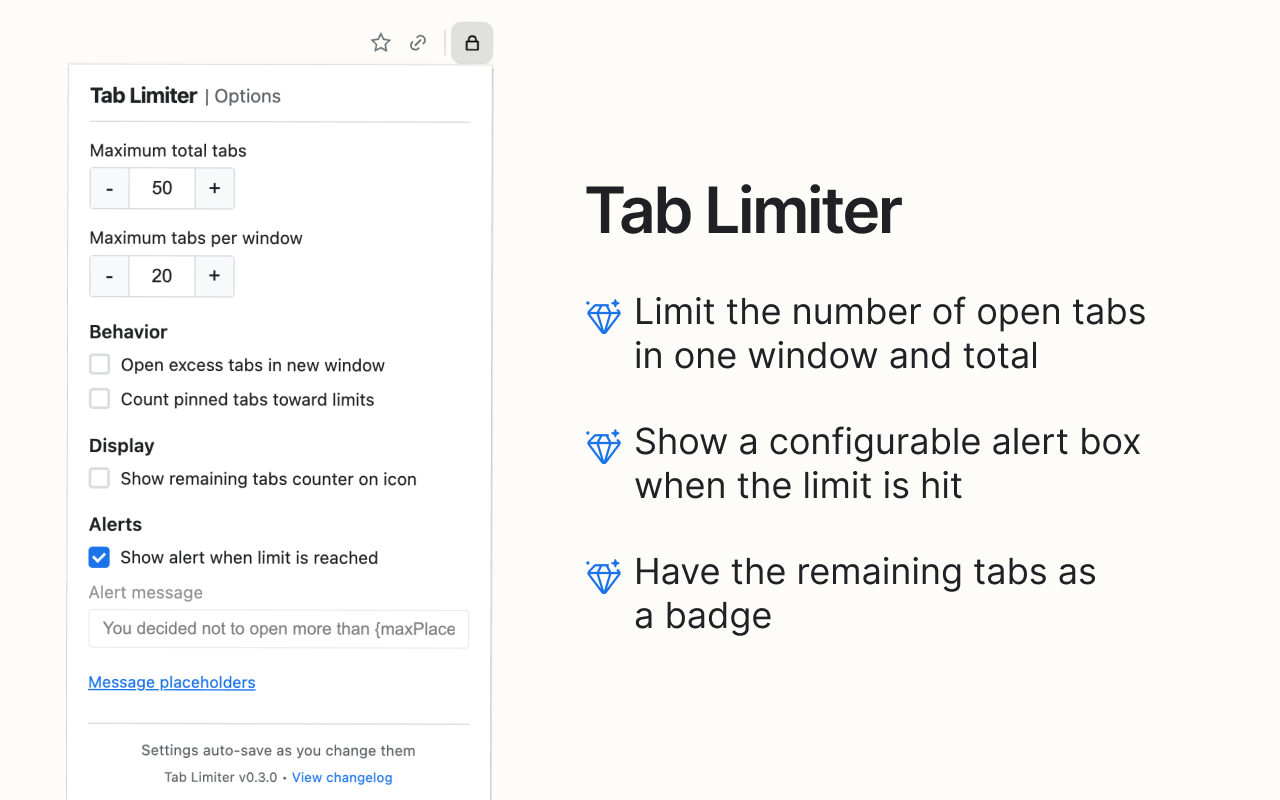 Tab Limiter | Options
Maximum total tabs
- 50 +
Maximum tabs per window
- 20 +
Behavior
Open excess tabs in new window
Count pinned tabs toward limits
Display
Show remaining tabs counter on icon
Alerts
Show alert when limit is reached
Alert message
You decided not to open more than {maxPlace
Message placeholders
Settings auto-save as you change them
Tab Limiter v0.3.0 • View changelog
Tab Limiter
Limit the number of open tabs
in one window and total
Show a configurable alert box
when the limit is hit
Have the remaining tabs as
a badge